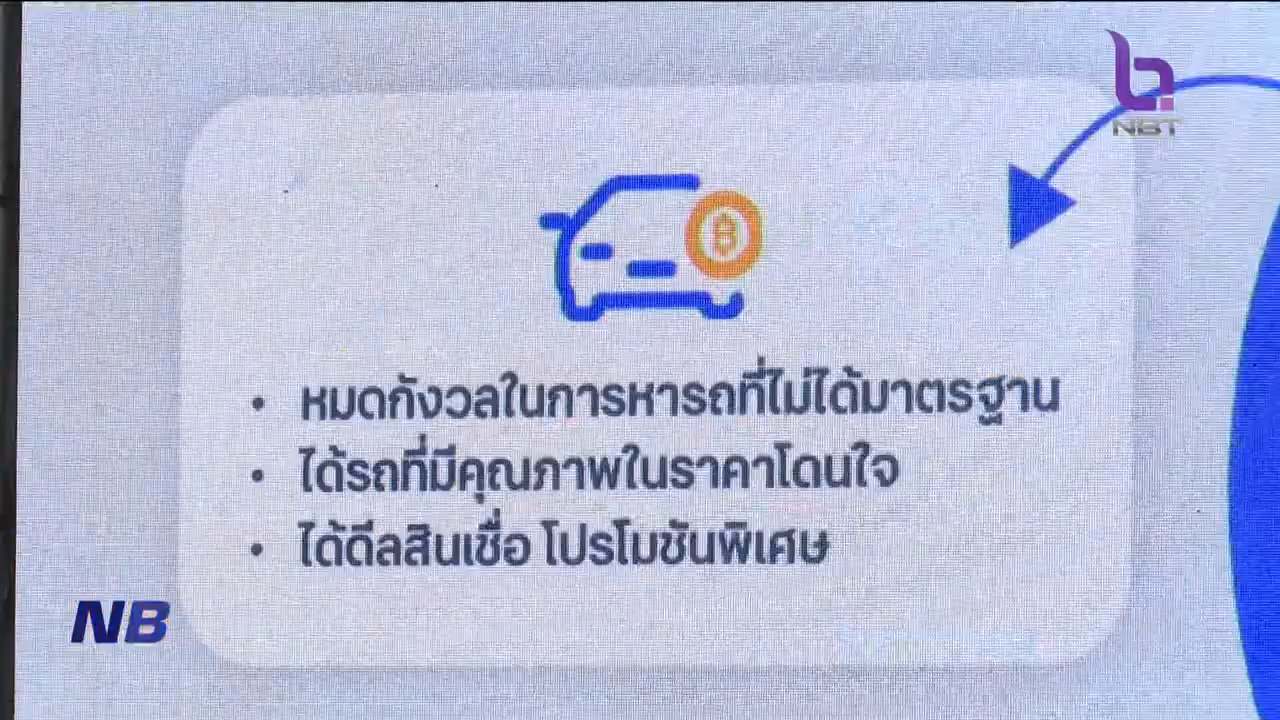 NBT
฿
• หมดกังวลในการหารถที่ไม่ได้มาตรฐาน
• ได้รถที่มีคุณภาพในราคาโดนใจ
• ได้ดีลสินเชื่อ โปรโมชันพิเศษ
NB